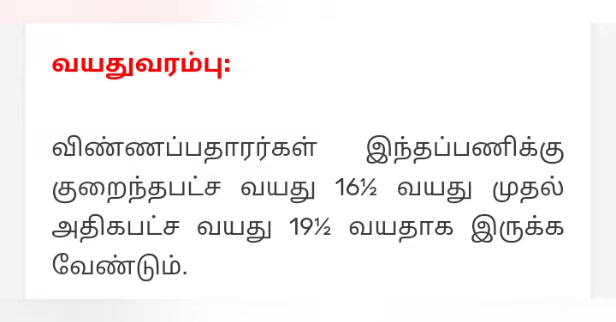 வயதுவரம்பு:
விண்ணப்பதாரர்கள் இந்தப்பணிக்கு
குறைந்தபட்ச வயது 16½ வயது முதல்
அதிகபட்ச வயது 19½ வயதாக இருக்க
வேண்டும்.